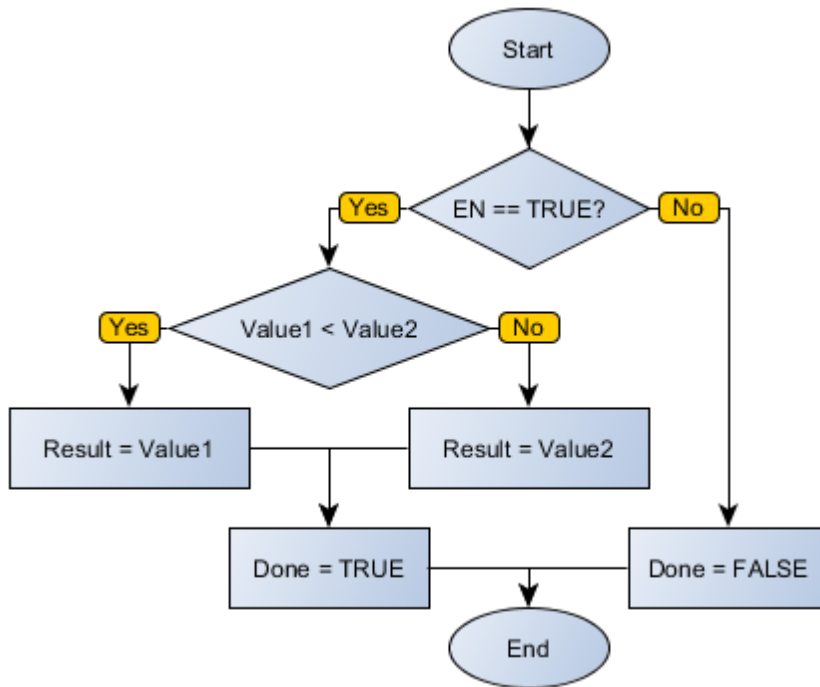 Start
EN == TRUE?
Yes
No
Value1 < Value2
Yes
No
Result = Value1
Result = Value2
Done = TRUE
Done = FALSE
End